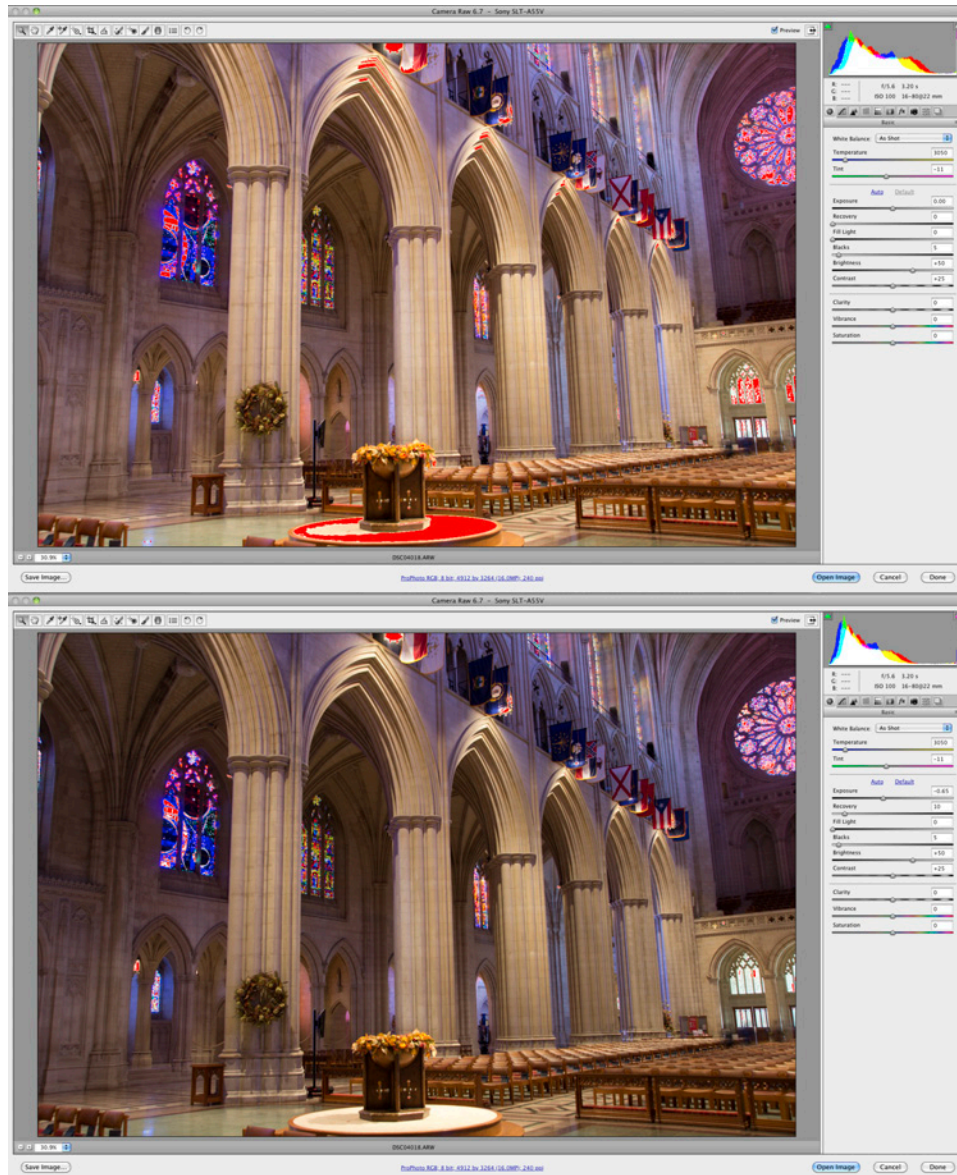 Camera Raw 6.7 – Sony SLT-A55V
Preview
R: ---
G: ---
B: ---
f/5.6 3.20 s
ISO 100 16-80@22 mm
Basic
White Balance: As Shot
Temperature 3050
Tint -11
Auto Default
Exposure 0.00
Recovery 0
Fill Light 0
Blacks 5
Brightness +50
Contrast +25
Clarity 0
Vibrance 0
Saturation 0
30.9% DSC04018.ARW
Save Image... ProPhoto RGB; 8 bit; 4912 by 3264 (16.0MP); 240 ppi Open Image Cancel Done
Camera Raw 6.7 – Sony SLT-A55V
Preview
R: ---
G: ---
B: ---
f/5.6 3.20 s
ISO 100 16-80@22 mm
Basic
White Balance: As Shot
Temperature 3050
Tint -11
Auto Default
Exposure -0.65
Recovery 10
Fill Light 0
Blacks 5
Brightness +50
Contrast +25
Clarity 0
Vibrance 0
Saturation 0
30.9% DSC04018.ARW
Save Image... ProPhoto RGB; 8 bit; 4912 by 3264 (16.0MP); 240 ppi Open Image Cancel Done